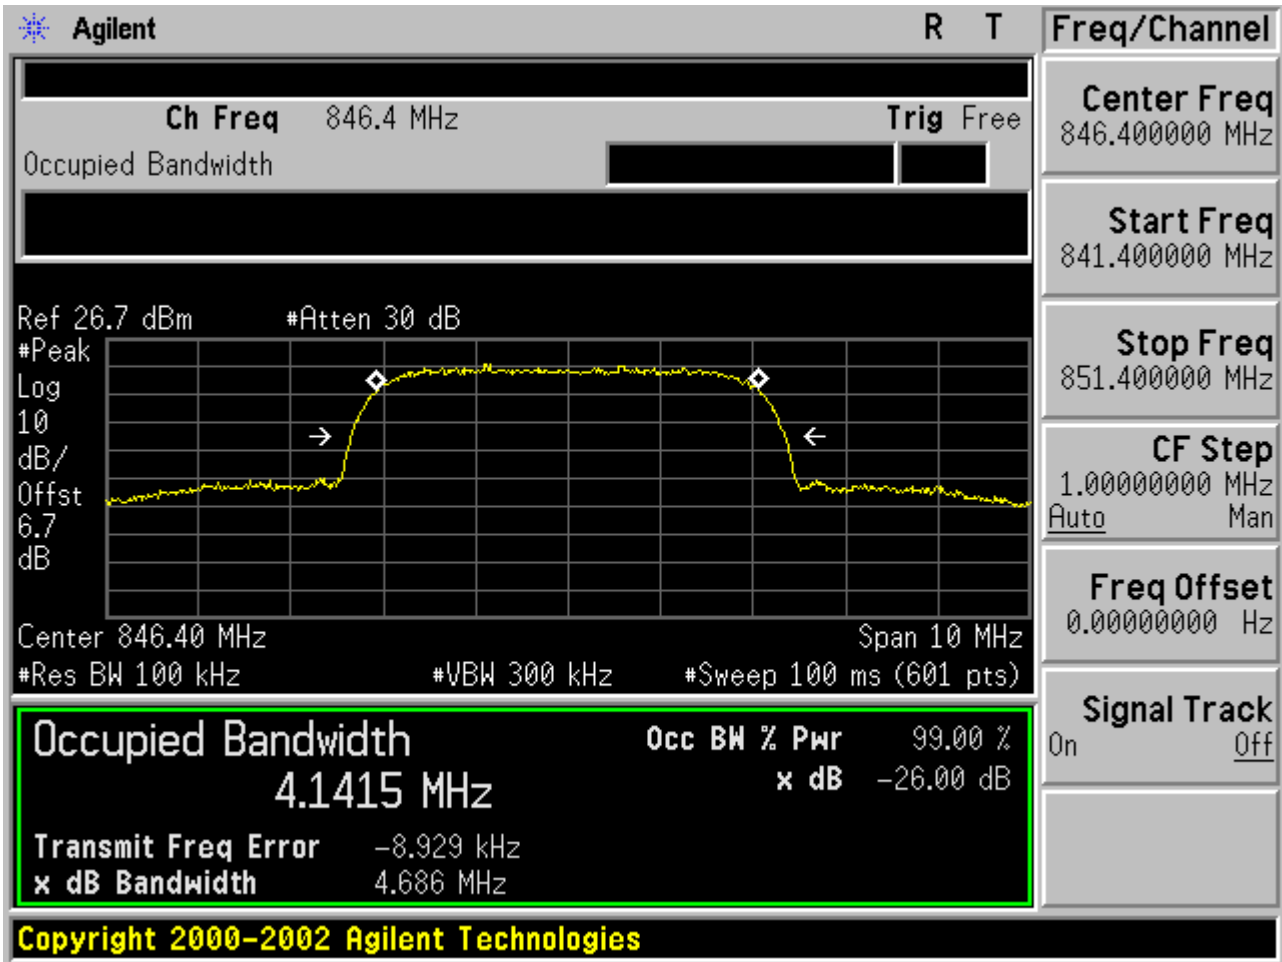 Agilent R T Freq/Channel
Ch Freq 846.4 MHz Trig Free
Occupied Bandwidth
Center Freq
846.400000 MHz
Start Freq
841.400000 MHz
Stop Freq
851.400000 MHz
CF Step
1.00000000 MHz
Auto Man
Freq Offset
0.00000000 Hz
Signal Track
On Off
Ref 26.7 dBm #Atten 30 dB
#Peak
Log
10
dB/
Offst
6.7
dB
Center 846.40 MHz Span 10 MHz
#Res BW 100 kHz #VBW 300 kHz #Sweep 100 ms (601 pts)
Occupied Bandwidth Occ BW % Pwr 99.00 %
4.1415 MHz x dB -26.00 dB
Transmit Freq Error -8.929 kHz
x dB Bandwidth 4.686 MHz
Copyright 2000-2002 Agilent Technologies